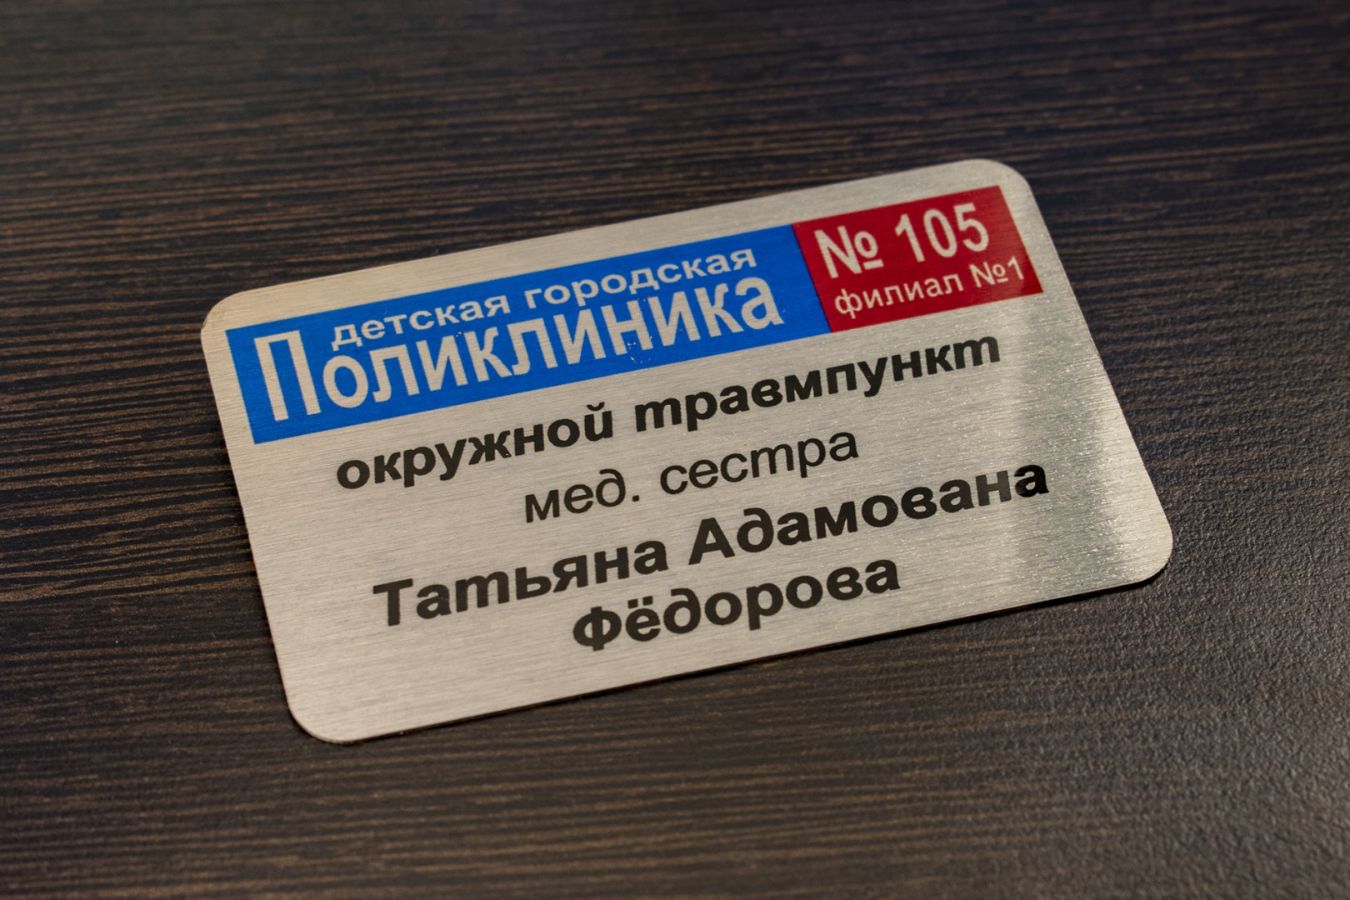 детская городская
Поликлиника
№ 105
филиал №1
окружной травмпункт
мед. сестра
Татьяна Адамована
Фёдорова